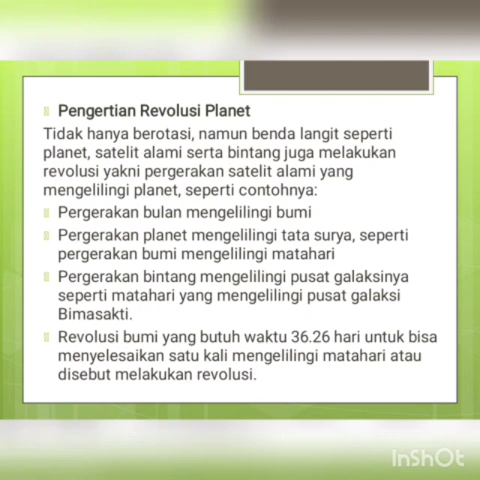 Pengertian Revolusi Planet
Tidak hanya berotasi, namun benda langit seperti
planet, satelit alami serta bintang juga melakukan
revolusi yakni pergerakan satelit alami yang
mengelilingi planet, seperti contohnya:
Pergerakan bulan mengelilingi bumi
Pergerakan planet mengelilingi tata surya, seperti
pergerakan bumi mengelilingi matahari
Pergerakan bintang mengelilingi pusat galaksinya
seperti matahari yang mengelilingi pusat galaksi
Bimasakti.
Revolusi bumi yang butuh waktu 36.26 hari untuk bisa
menyelesaikan satu kali mengelilingi matahari atau
disebut melakukan revolusi.
InShOt